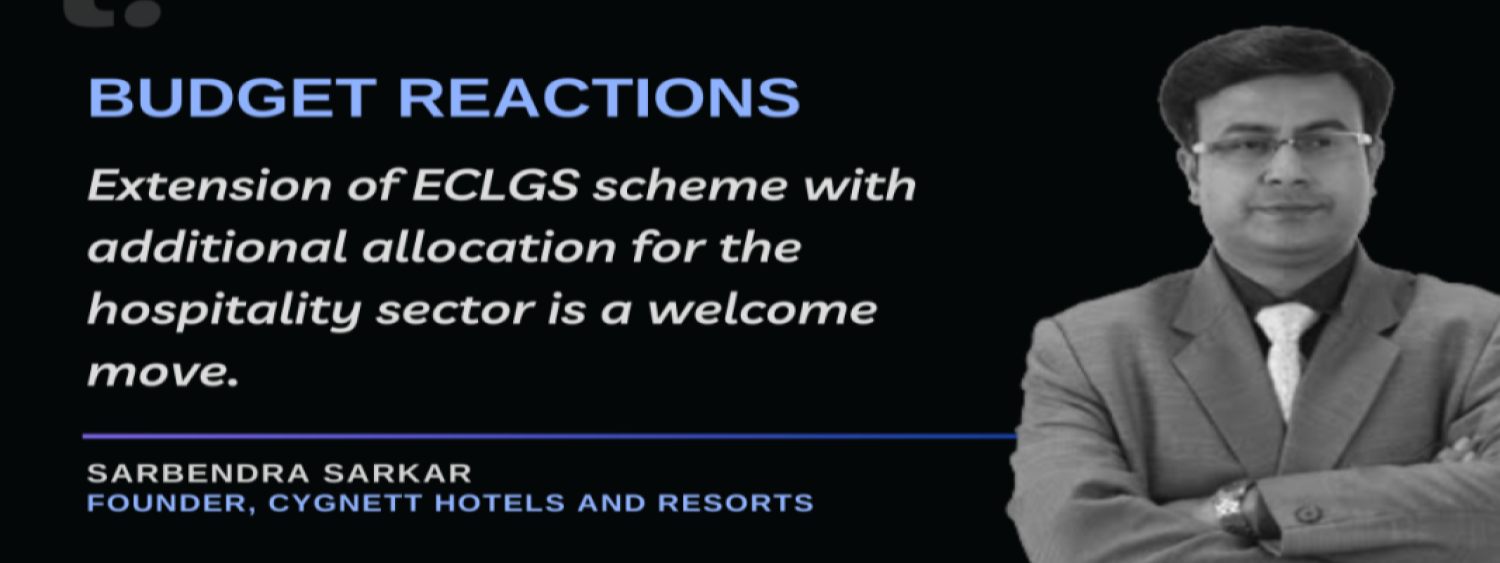 BUDGET REACTIONS
Extension of ECLGS scheme with
additional allocation for the
hospitality sector is a welcome
move.
SARBENDRA SARKAR
FOUNDER, CYGNETT HOTELS AND RESORTS